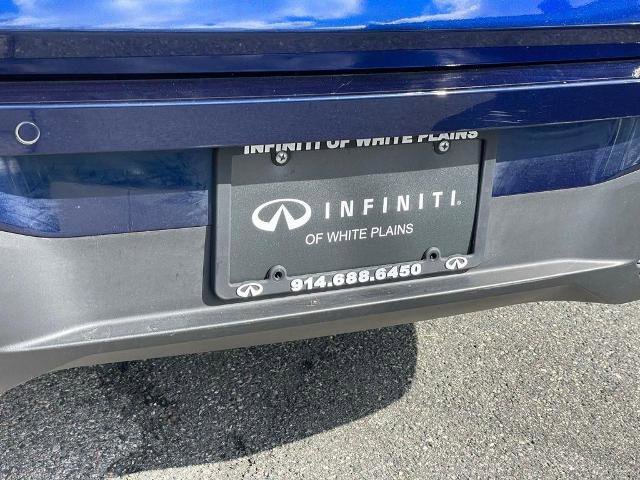 INFINITI OF WHITE PLAINS
INFINITI®
OF WHITE PLAINS
914.688.6450